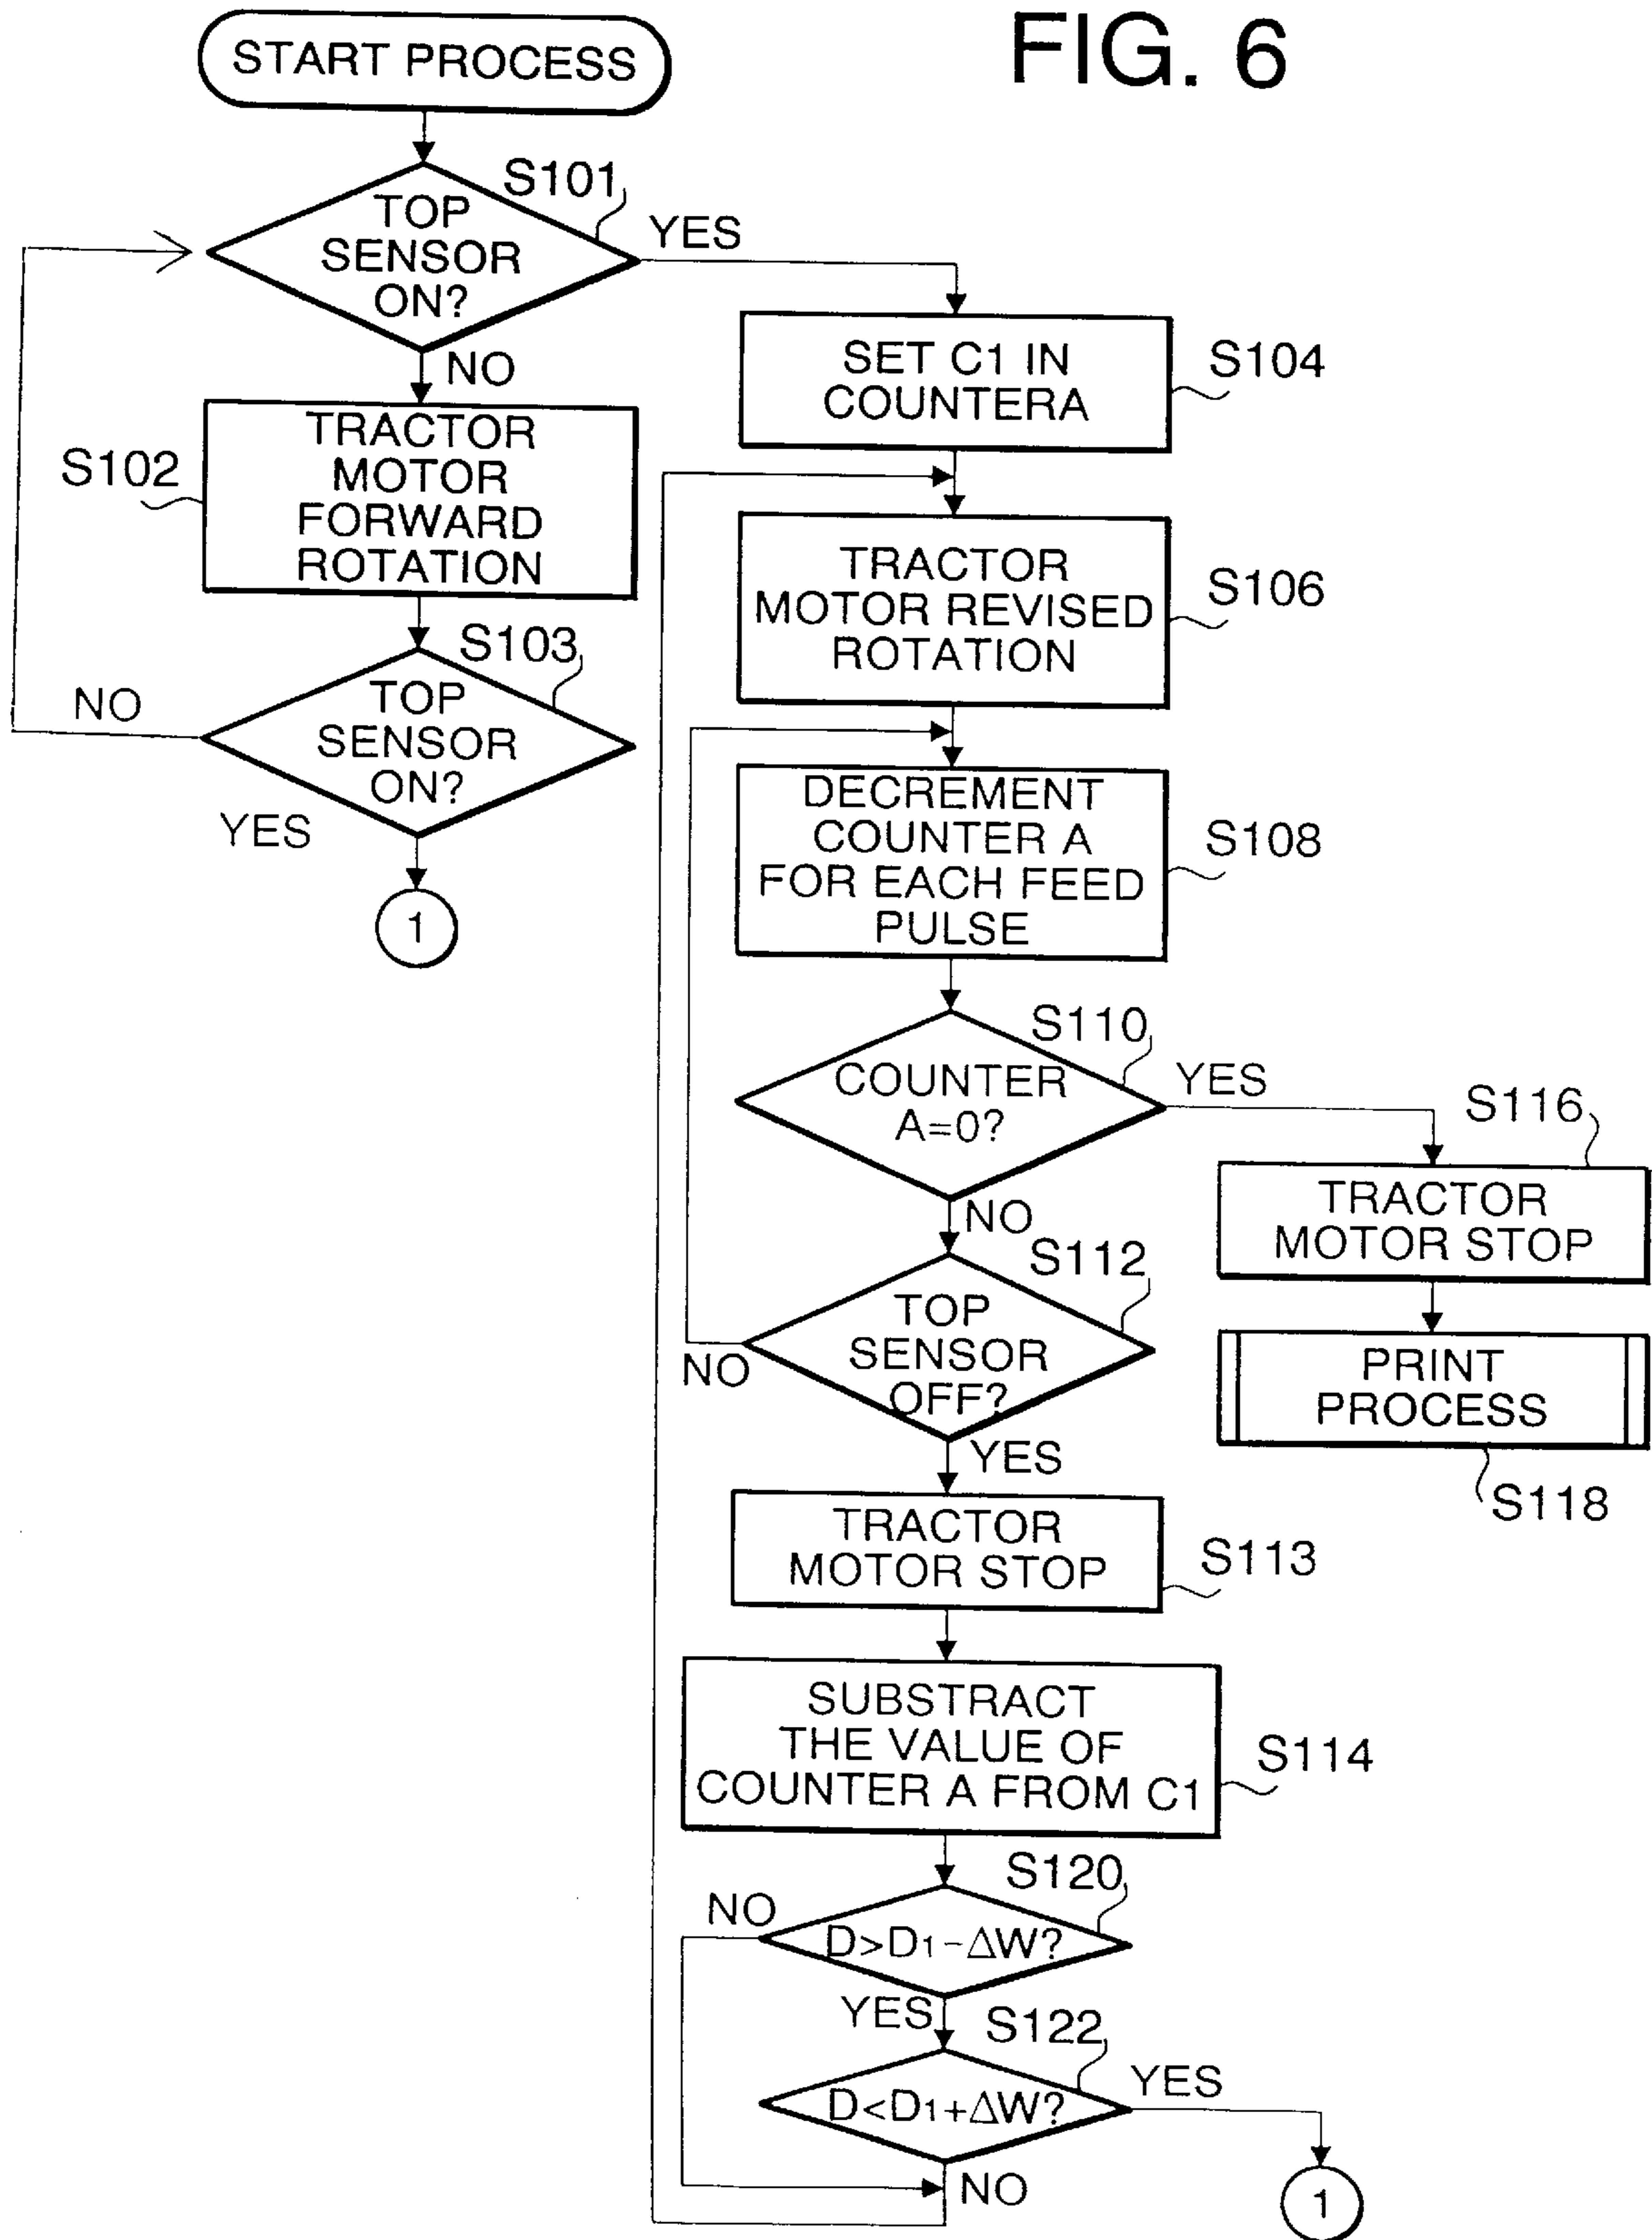 FIG. 6
START PROCESS
S101
TOP
SENSOR
ON?
YES
NO
S102
TRACTOR
MOTOR
FORWARD
ROTATION
S103
TOP
SENSOR
ON?
NO
YES
1
SET C1 IN
COUNTERA
S104
TRACTOR
MOTOR REVISED
ROTATION
S106
DECREMENT
COUNTER A
FOR EACH FEED
PULSE
S108
S110
COUNTER
A=0?
YES
NO
S116
TRACTOR
MOTOR STOP
PRINT
PROCESS
S118
S112
TOP
SENSOR
OFF?
NO
YES
TRACTOR
MOTOR STOP
S113
SUBSTRACT
THE VALUE OF
COUNTER A FROM C1
S114
S120
NO
D>D1-ΔW?
YES
S122
D<D1+ΔW?
YES
NO
1